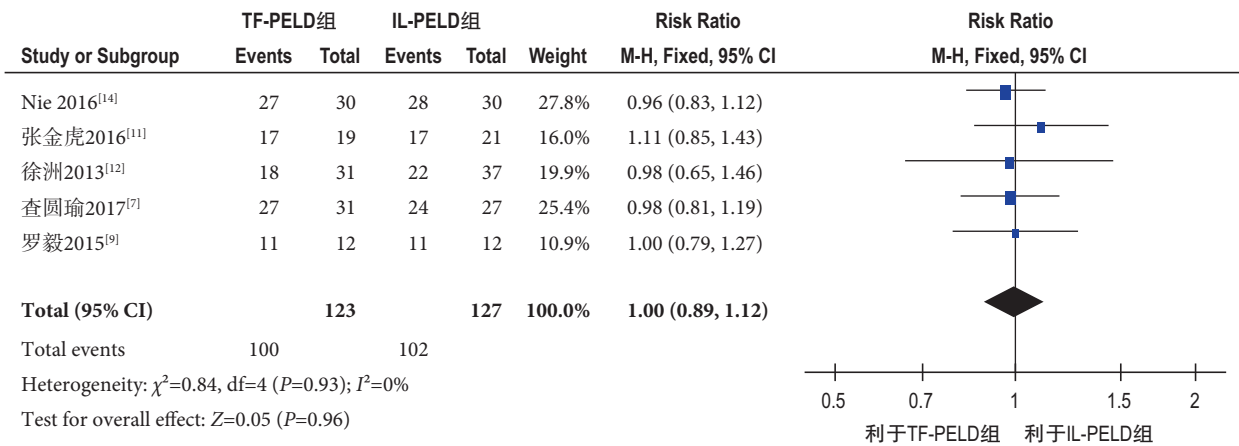 TF-PELD组 IL-PELD组 Risk Ratio Risk Ratio
Study or Subgroup Events Total Events Total Weight M-H, Fixed, 95% CI M-H, Fixed, 95% CI
Nie 2016[14] 27 30 28 30 27.8% 0.96 (0.83, 1.12)
张金虎2016[11] 17 19 17 21 16.0% 1.11 (0.85, 1.43)
徐洲2013[12] 18 31 22 37 19.9% 0.98 (0.65, 1.46)
查圆瑜2017[7] 27 31 24 27 25.4% 0.98 (0.81, 1.19)
罗毅2015[9] 11 12 11 12 10.9% 1.00 (0.79, 1.27)
Total (95% CI) 123 127 100.0% 1.00 (0.89, 1.12)
Total events 100 102
Heterogeneity: χ²=0.84, df=4 (P=0.93); I²=0%
Test for overall effect: Z=0.05 (P=0.96)
0.5 0.7 1 1.5 2
利于TF-PELD组 利于IL-PELD组